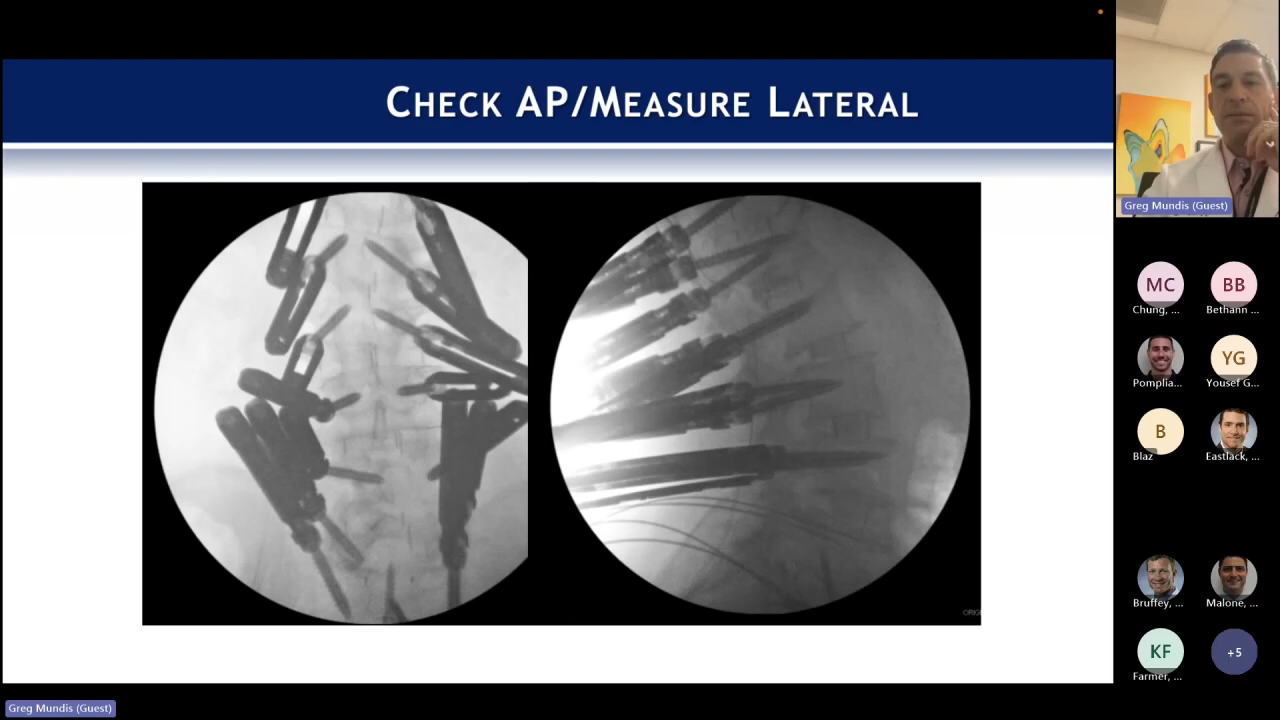 CHECK AP/MEASURE LATERAL
Greg Mundis (Guest)
MC
Chung, ...
BB
Bethann ...
Pomplia...
YG
Yousef G...
B
Blaz
Eastlack, ...
Bruffey, ...
Malone, ...
KF
Farmer, ...
+5
Greg Mundis (Guest)